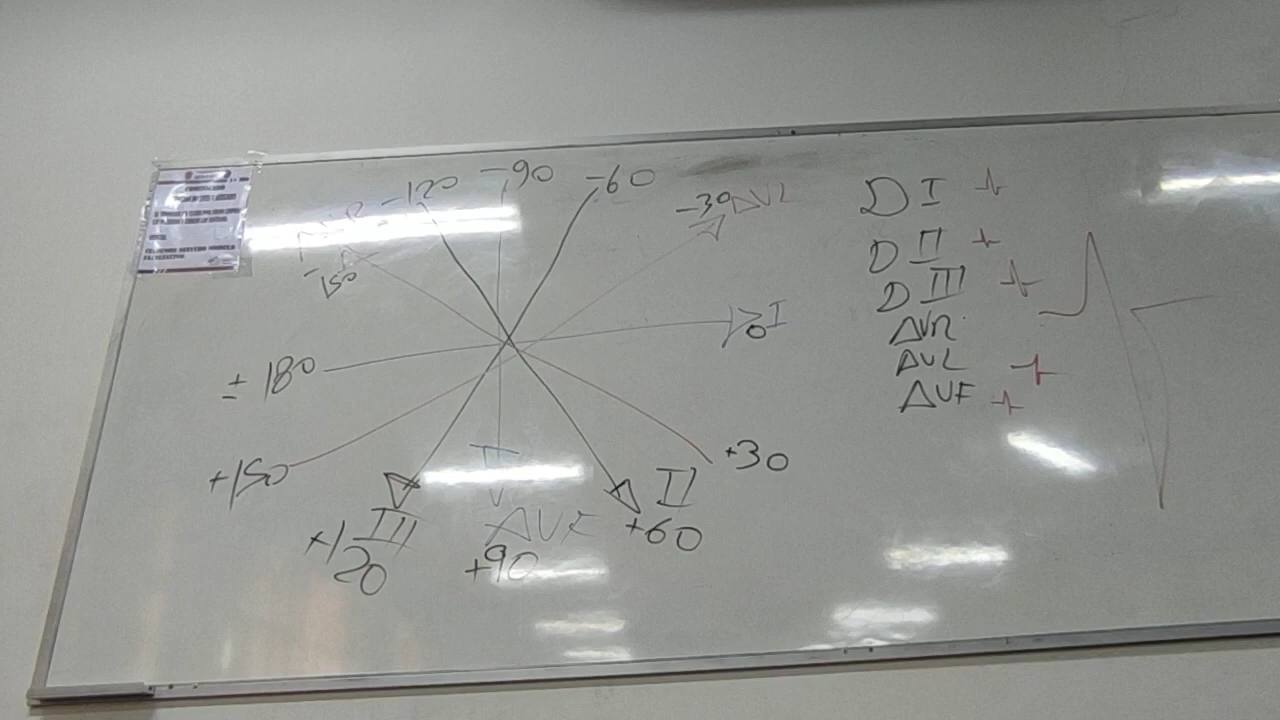 -120
-90
-60
-30 AVL
AVR
-150
0 I
± 180
+150
+30
III
+120
AVF
+90
II
+60
D I
D II
D III
AVR
AVL
AVF